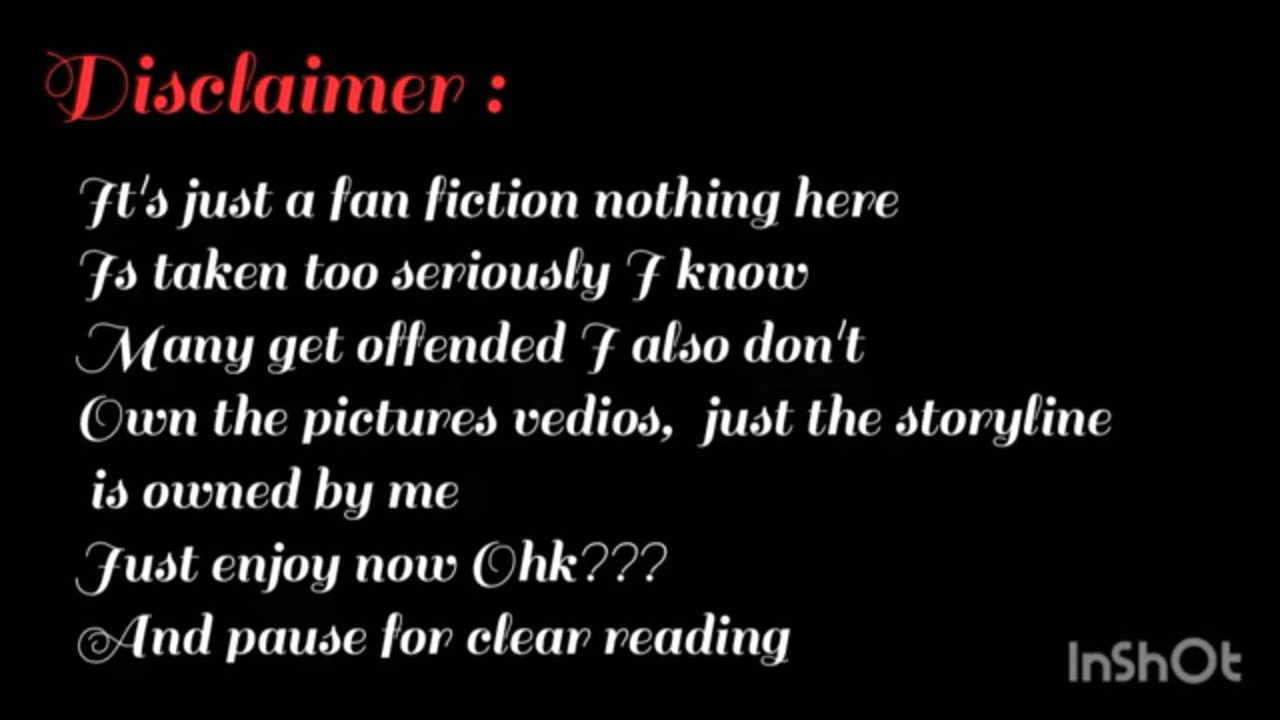 Disclaimer :
It's just a fan fiction nothing here
Is taken too seriously I know
Many get offended I also don't
Own the pictures vedios, just the storyline
is owned by me
Just enjoy now Ohk???
And pause for clear reading
InShOt